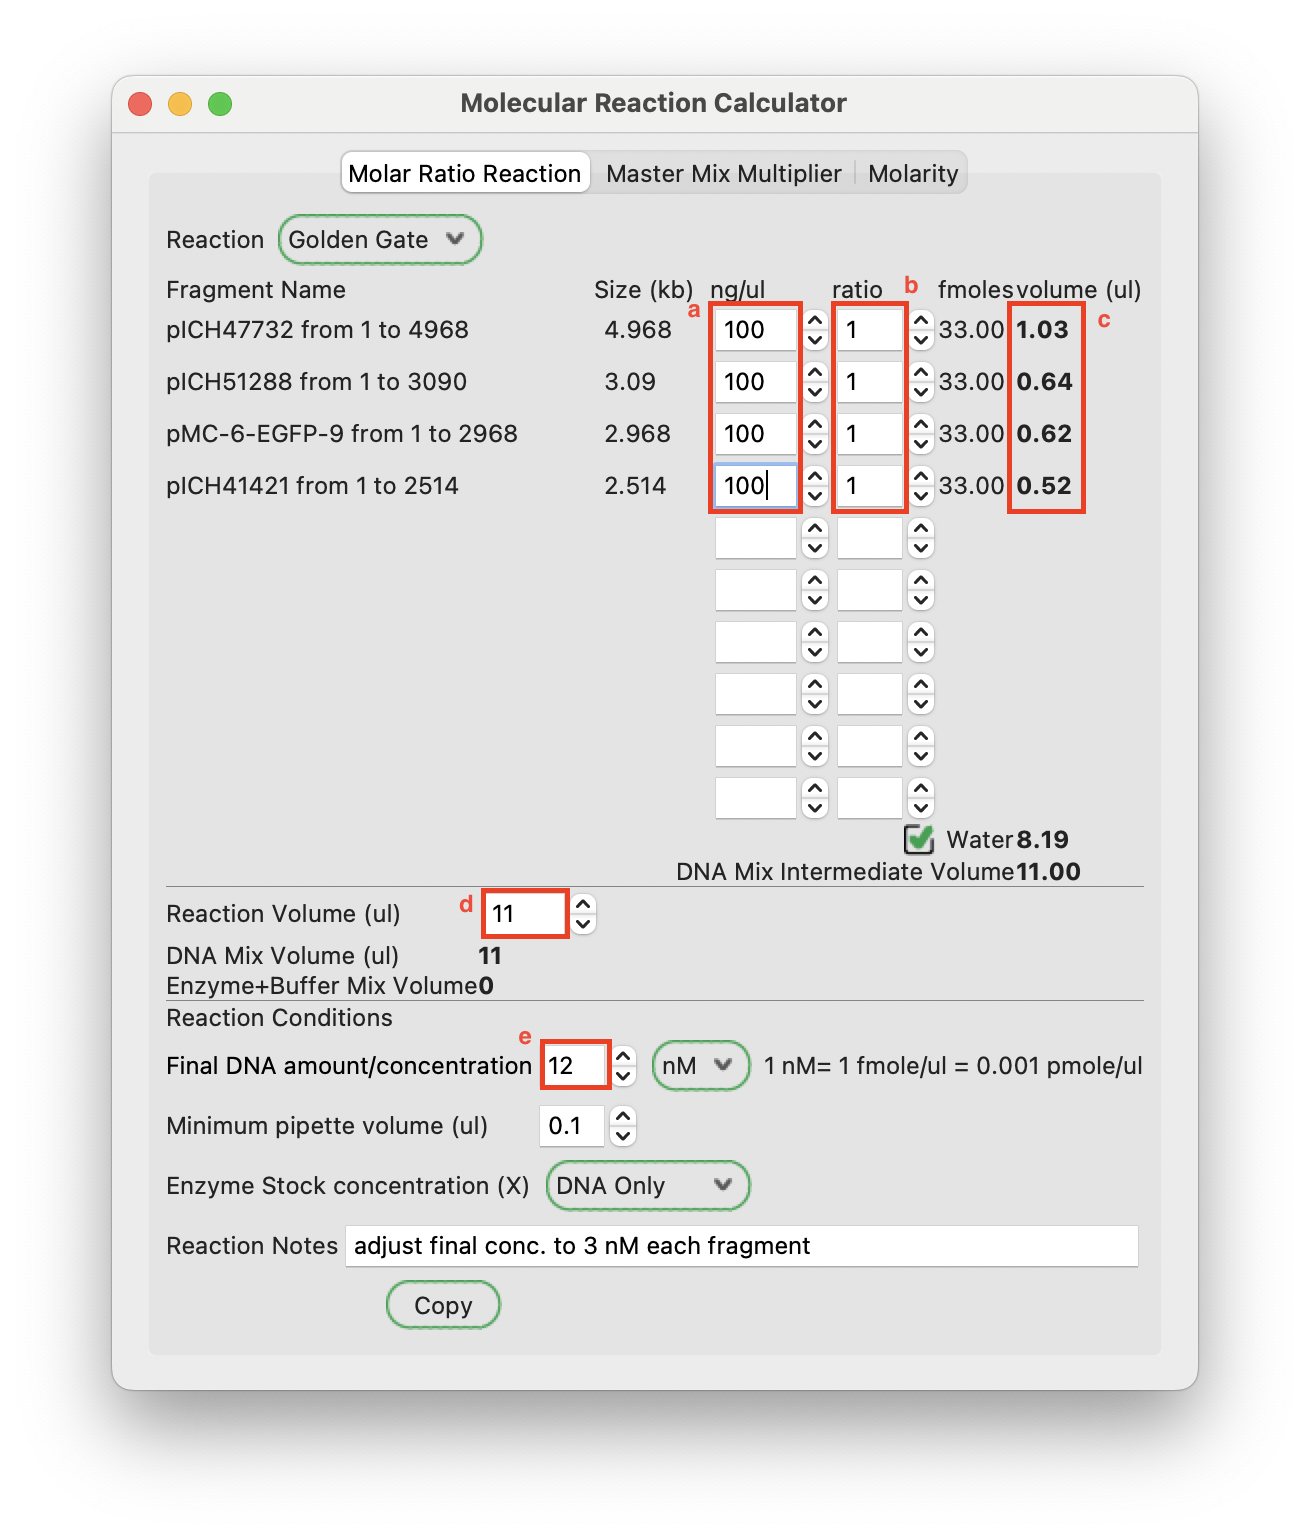 Molecular Reaction Calculator
Molar Ratio Reaction Master Mix Multiplier Molarity
Reaction Golden Gate
Fragment Name Size (kb) ng/ul ratio b fmoles volume (ul)
a c
pICH47732 from 1 to 4968 4.968 100 1 33.00 1.03
pICH51288 from 1 to 3090 3.09 100 1 33.00 0.64
pMC-6-EGFP-9 from 1 to 2968 2.968 100 1 33.00 0.62
pICH41421 from 1 to 2514 2.514 100 1 33.00 0.52
Water 8.19
DNA Mix Intermediate Volume 11.00
Reaction Volume (ul) d 11
DNA Mix Volume (ul) 11
Enzyme+Buffer Mix Volume 0
Reaction Conditions
e
Final DNA amount/concentration 12 nM 1 nM= 1 fmole/ul = 0.001 pmole/ul
Minimum pipette volume (ul) 0.1
Enzyme Stock concentration (X) DNA Only
Reaction Notes adjust final conc. to 3 nM each fragment
Copy